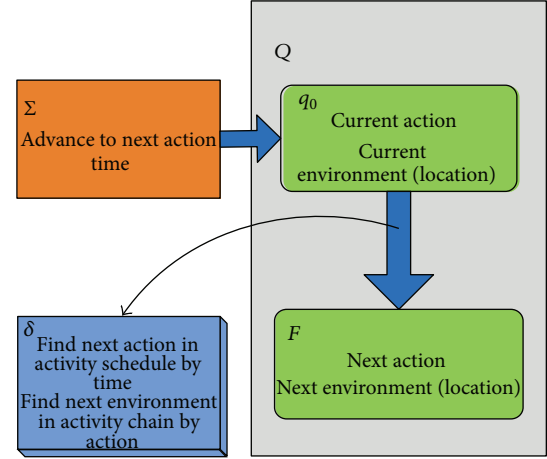 Q
Σ
Advance to next action
time
q0
Current action
Current
environment (location)
δ
Find next action in
activity schedule by
time
Find next environment
in activity chain by
action
F
Next action
Next environment (location)